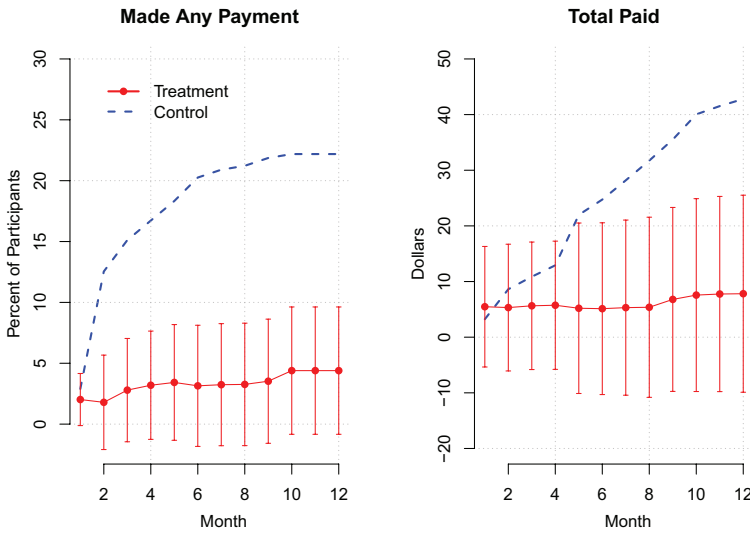 Made Any Payment
Percent of Participants
30
25
20
15
10
5
0
Treatment
Control
2 4 6 8 10 12
Month
Total Paid
Dollars
50
40
30
20
10
0
−10
−20
2 4 6 8 10 12
Month